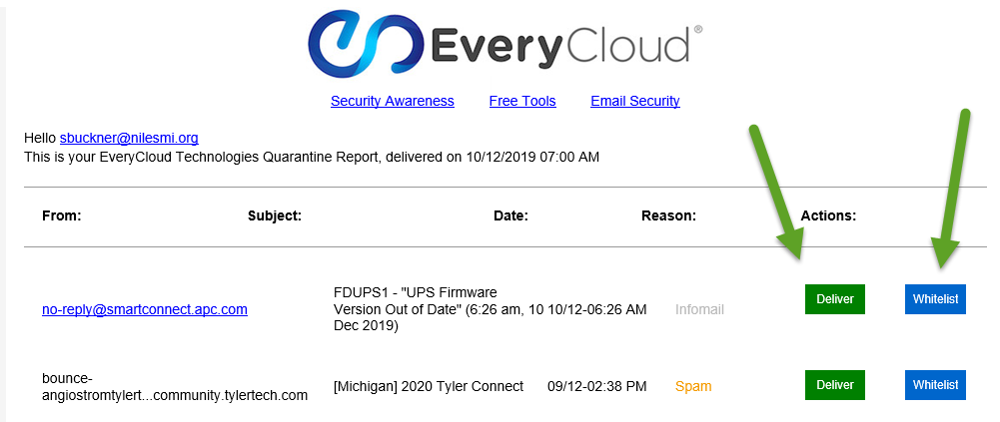 EveryCloud®
Security Awareness Free Tools Email Security
Hello sbuckner@nilesmi.org
This is your EveryCloud Technologies Quarantine Report, delivered on 10/12/2019 07:00 AM
From: Subject: Date: Reason: Actions:
FDUPS1 - "UPS Firmware
no-reply@smartconnect.apc.com Version Out of Date" (6:26 am, 10 10/12-06:26 AM Infomail Deliver Whitelist
Dec 2019)
bounce-
angiostromtylert...community.tylertech.com [Michigan] 2020 Tyler Connect 09/12-02:38 PM Spam Deliver Whitelist